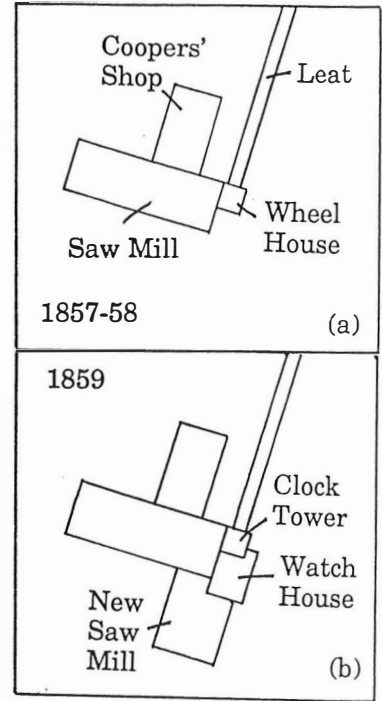 Coopers'
Shop
Leat
Wheel
House
Saw Mill
1857-58
(a)
1859
Clock
Tower
Watch
House
New
Saw
Mill
(b)